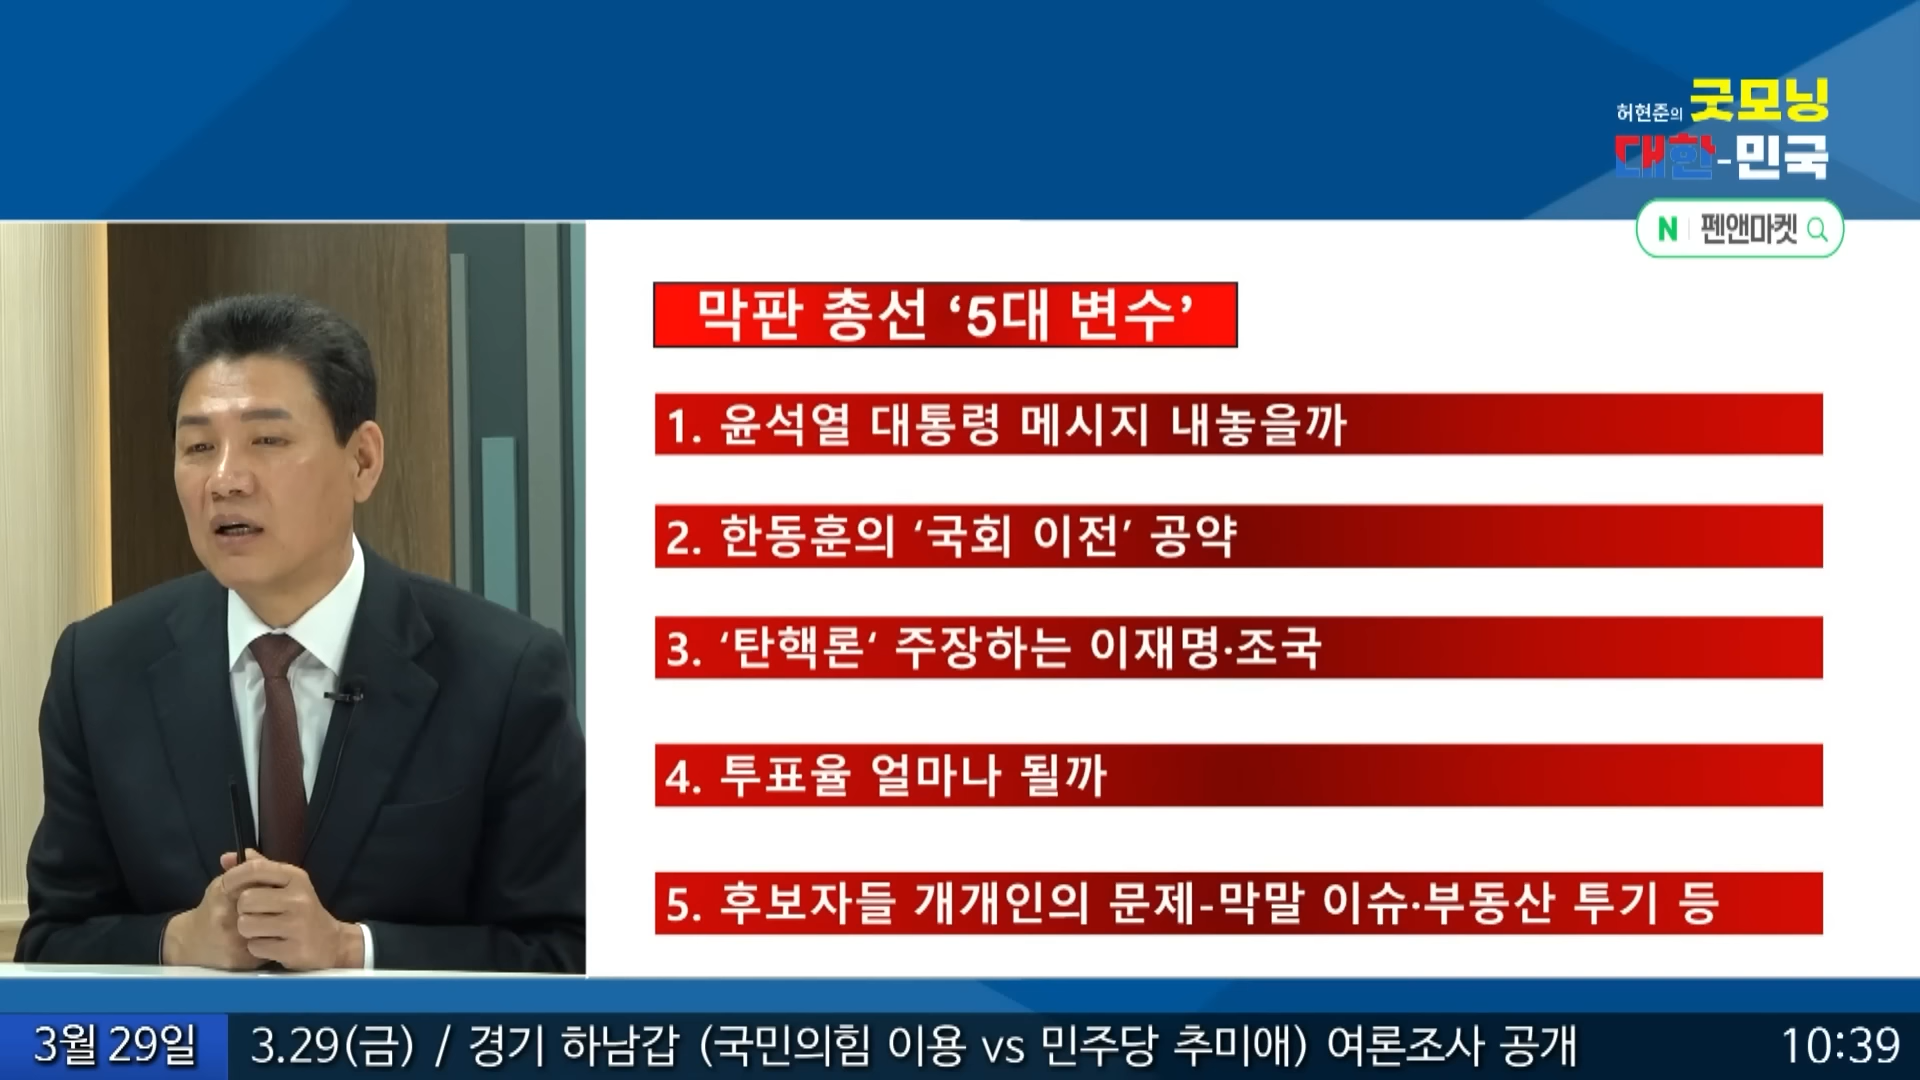 허현준의 굿모닝
대한-민국
N 펜앤마켓
막판 총선 ‘5대 변수’
1. 윤석열 대통령 메시지 내놓을까
2. 한동훈의 ‘국회 이전’ 공약
3. ‘탄핵론‘ 주장하는 이재명·조국
4. 투표율 얼마나 될까
5. 후보자들 개개인의 문제-막말 이슈·부동산 투기 등
3월 29일 3.29(금) / 경기 하남갑 (국민의힘 이용 vs 민주당 추미애) 여론조사 공개 10:39